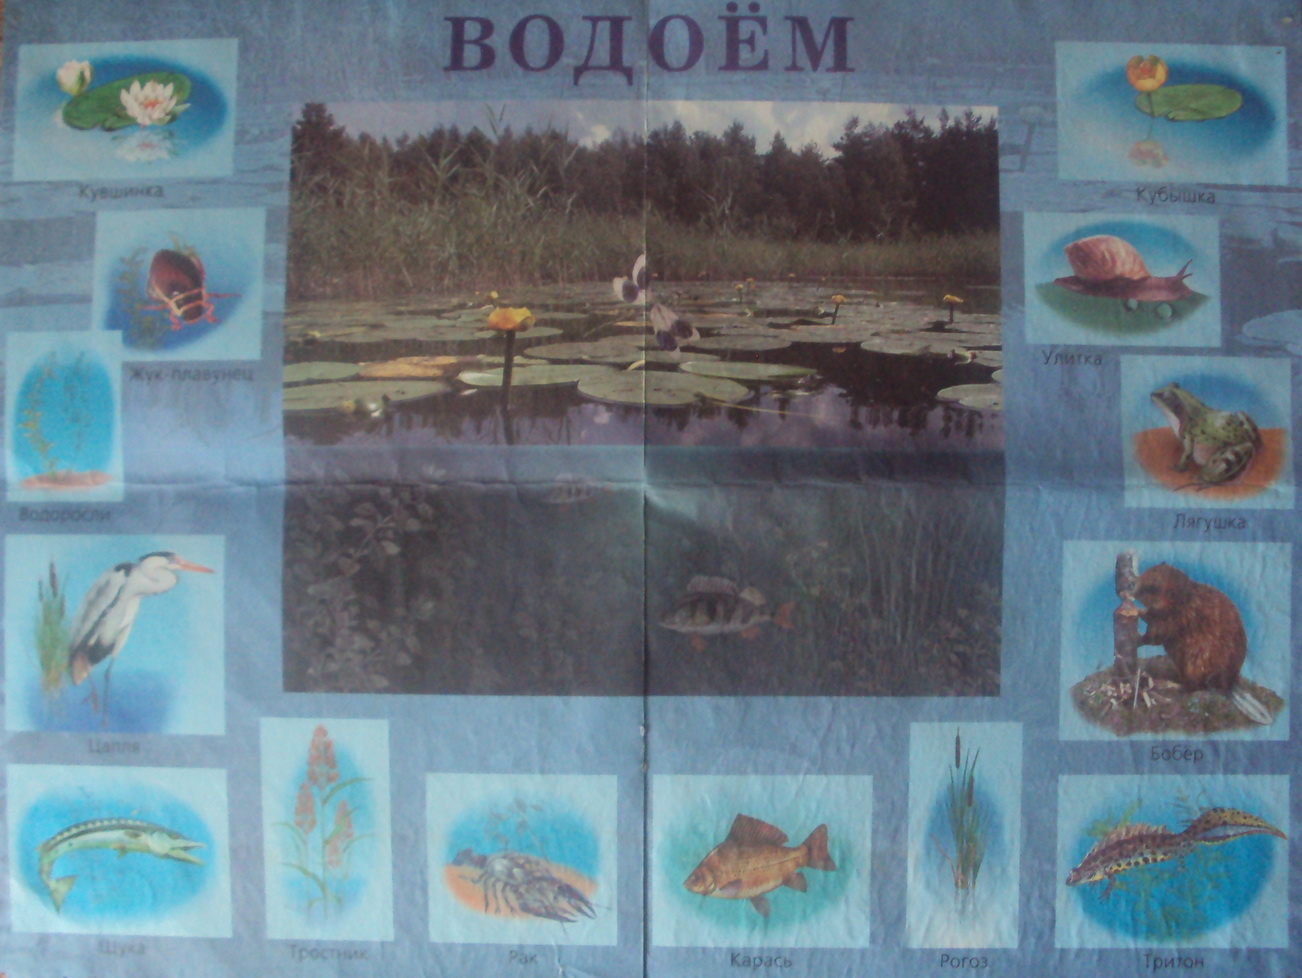 ВОДОЁМ
Кувшинка
Кубышка
Жук-плавунец
Улитка
Водоросли
Лягушка
Цапля
Бобёр
Щука
Тростник
Рак
Карась
Рогоз
Тритон